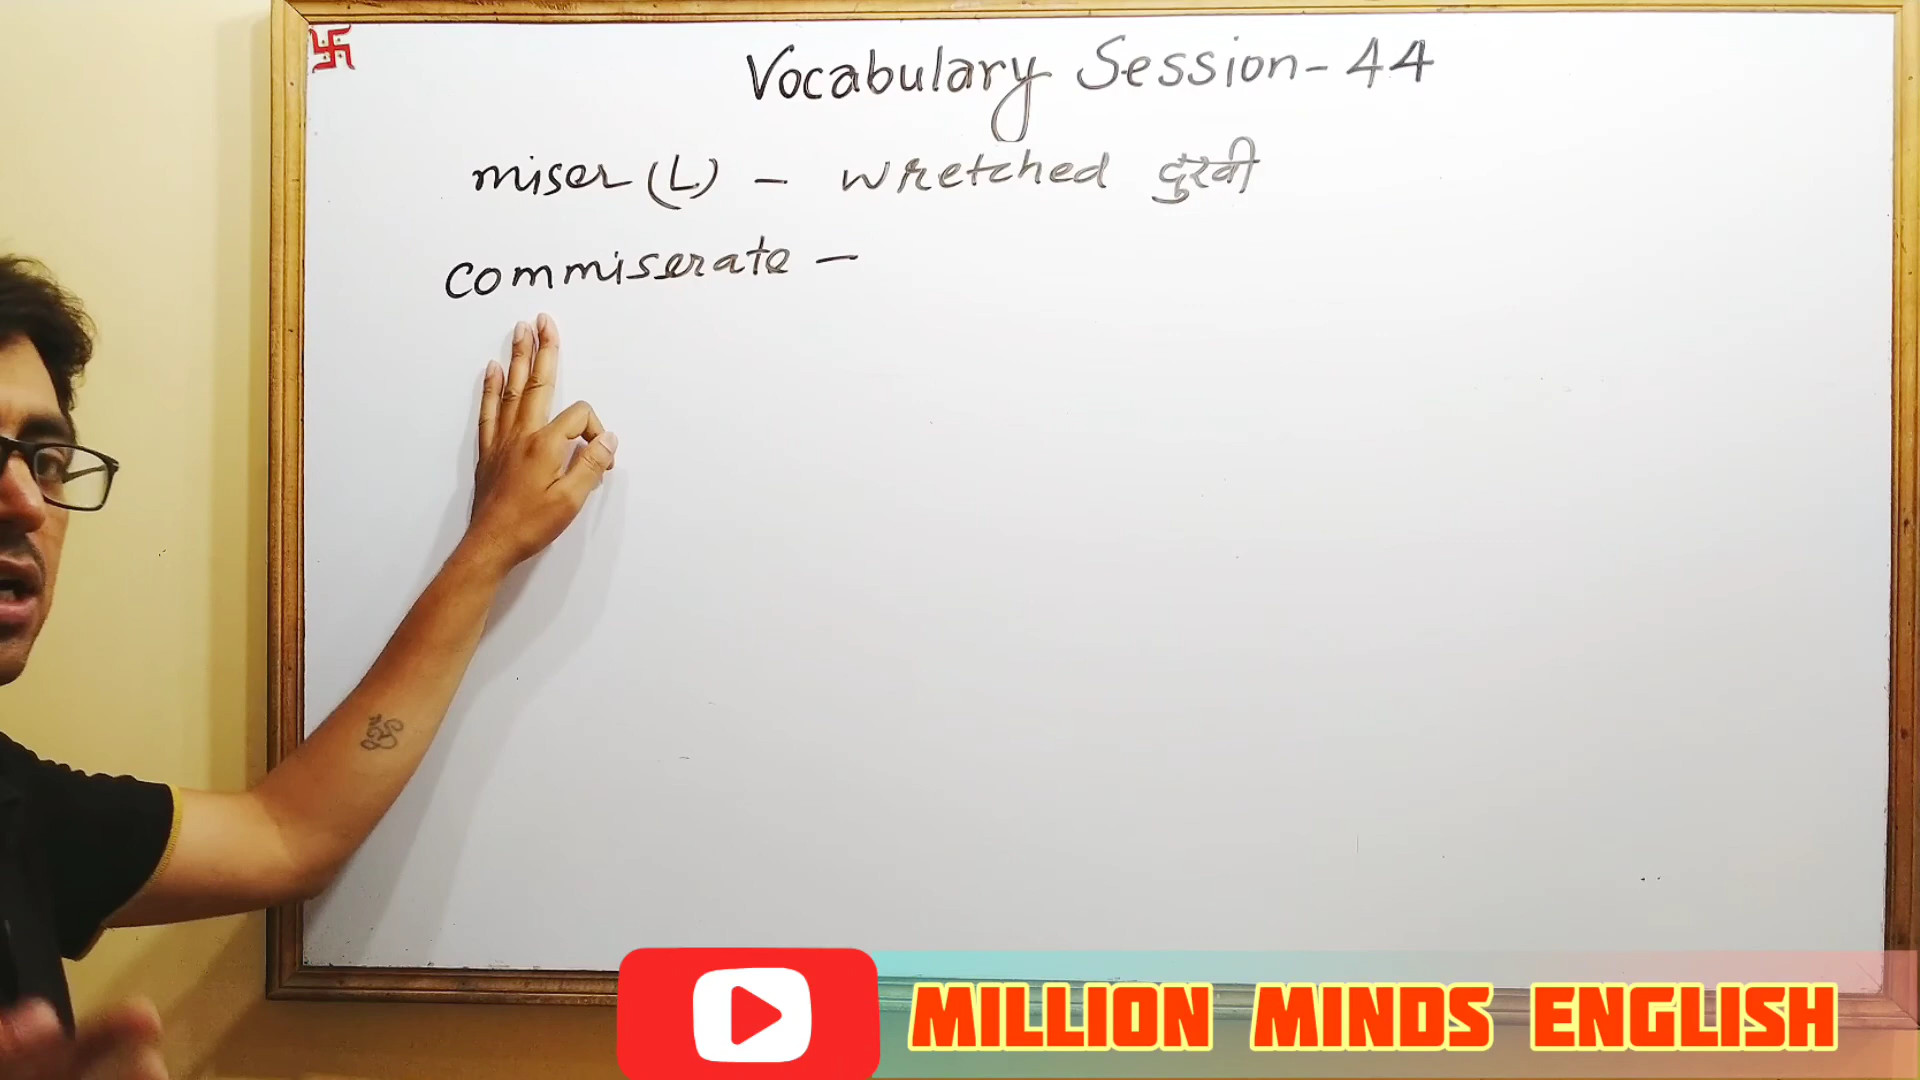 Vocabulary Session - 44
miser (L) - wretched दुःखी
commiserate -
ॐ
MILLION MINDS ENGLISH